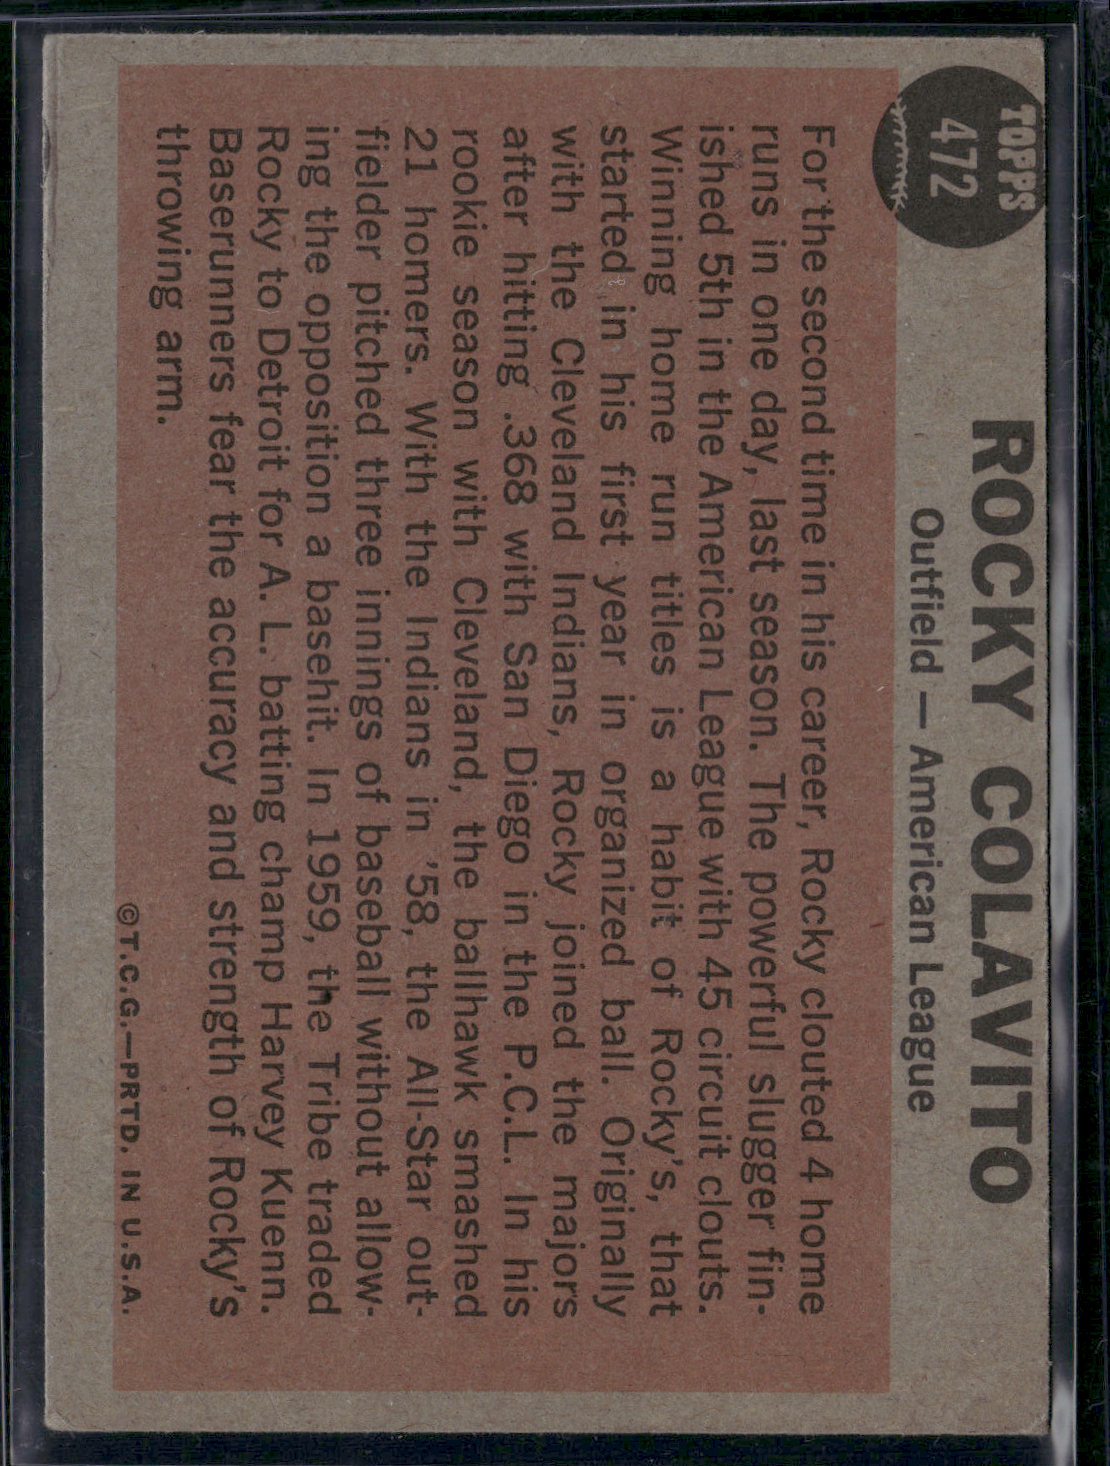 TOPPS
472
ROCKY COLAVITO
Outfield — American League
For the second time in his career, Rocky clouted 4 home
runs in one day, last season. The powerful slugger fin-
ished 5th in the American League with 45 circuit clouts.
Winning home run titles is a habit of Rocky's, that
started in his first year in organized ball. Originally
with the Cleveland Indians, Rocky joined the majors
after hitting .368 with San Diego in the P.C.L. In his
rookie season with Cleveland, the ballhawk smashed
21 homers. With the Indians in '58, the All-Star out-
fielder pitched three innings of baseball without allow-
ing the opposition a basehit. In 1959, the Tribe traded
Rocky to Detroit for A. L. batting champ Harvey Kuenn.
Baserunners fear the accuracy and strength of Rocky's
throwing arm.
©T.C.G.—PRTD. IN U.S.A.